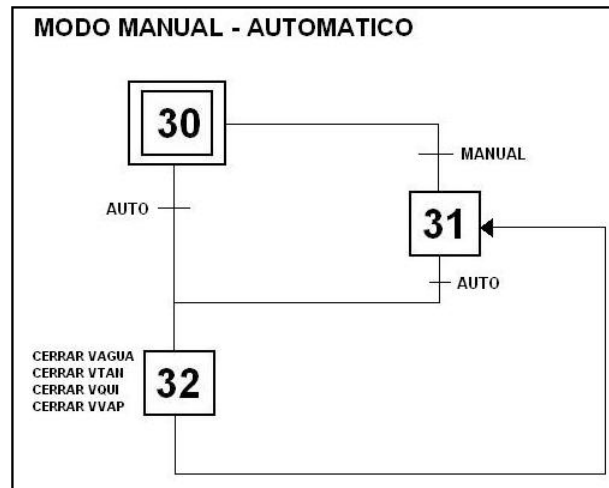 MODO MANUAL - AUTOMATICO
30
MANUAL
AUTO
31
AUTO
CERRAR VAGUA
CERRAR VTAN
CERRAR VQUI
CERRAR VVAP
32